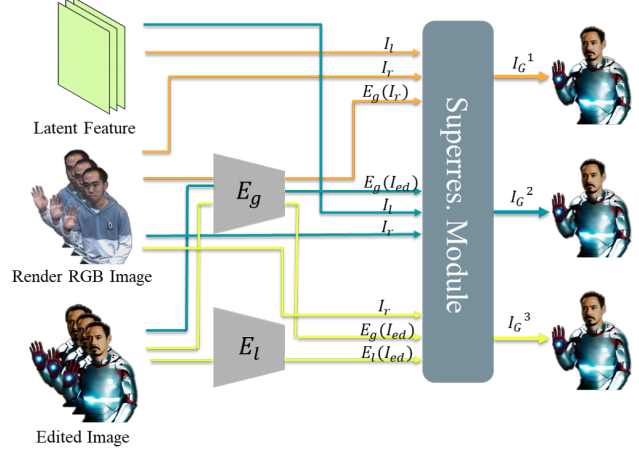 Latent Feature
Render RGB Image
Edited Image
E_g
E_l
I_l
I_r
E_g(I_r)
E_g(I_ed)
I_l
I_r
I_r
E_g(I_ed)
E_l(I_ed)
Superres. Module
I_G^1
I_G^2
I_G^3